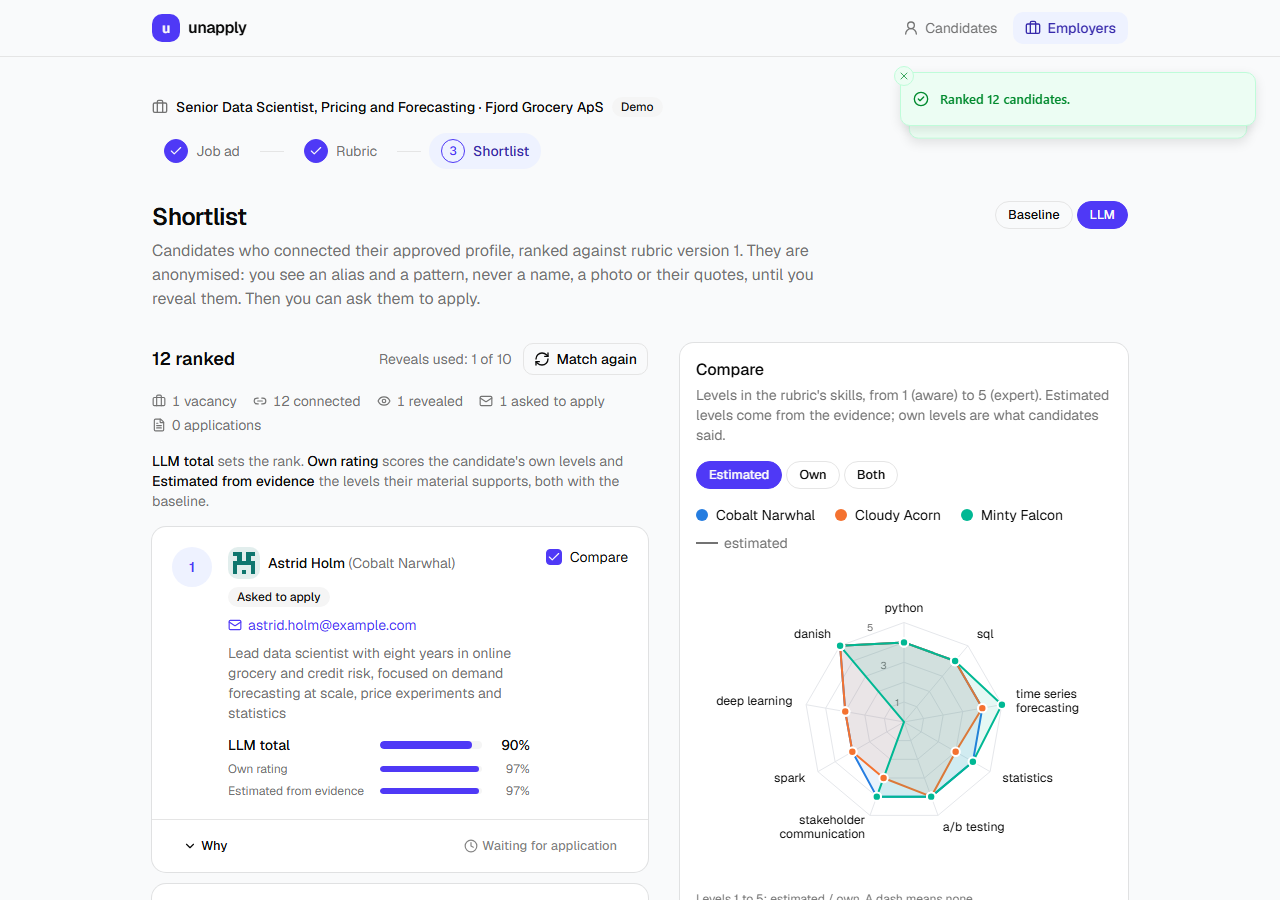 u unapply
Candidates
Employers
Ranked 12 candidates.
Senior Data Scientist, Pricing and Forecasting · Fjord Grocery ApS
Demo
Job ad
Rubric
3 Shortlist
Shortlist
Baseline
LLM
Candidates who connected their approved profile, ranked against rubric version 1. They are
anonymised: you see an alias and a pattern, never a name, a photo or their quotes, until you
reveal them. Then you can ask them to apply.
12 ranked
Reveals used: 1 of 10
Match again
1 vacancy
12 connected
1 revealed
1 asked to apply
0 applications
LLM total sets the rank. Own rating scores the candidate's own levels and
Estimated from evidence the levels their material supports, both with the
baseline.
1
Astrid Holm (Cobalt Narwhal)
Compare
Asked to apply
astrid.holm@example.com
Lead data scientist with eight years in online
grocery and credit risk, focused on demand
forecasting at scale, price experiments and
statistics
LLM total 90%
Own rating 97%
Estimated from evidence 97%
Why
Waiting for application
Compare
Levels in the rubric's skills, from 1 (aware) to 5 (expert). Estimated
levels come from the evidence; own levels are what candidates
said.
Estimated
Own
Both
Cobalt Narwhal
Cloudy Acorn
Minty Falcon
estimated
python
5
danish
sql
3
deep learning
1
time series
forecasting
spark
statistics
stakeholder
communication
a/b testing
Levels 1 to 5: estimated / own. A dash means none